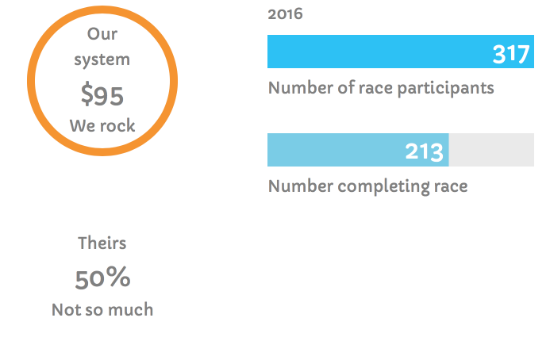 Our
system
$95
We rock
Theirs
50%
Not so much
2016
317
Number of race participants
213
Number completing race